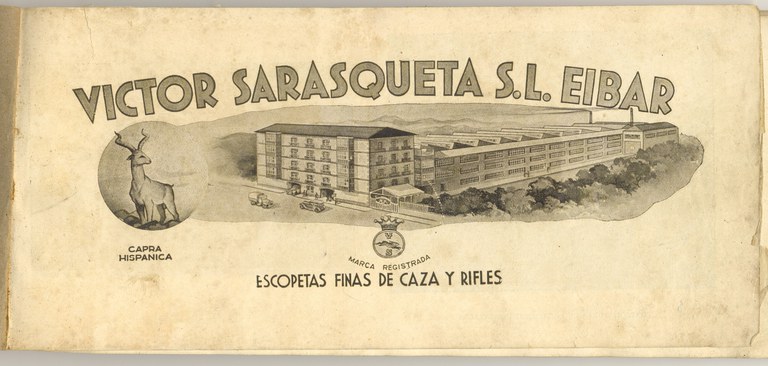 VICTOR SARASQUETA S.L. EIBAR
CAPRA
HISPANICA
V
S
MARCA REGISTRADA
ESCOPETAS FINAS DE CAZA Y RIFLES